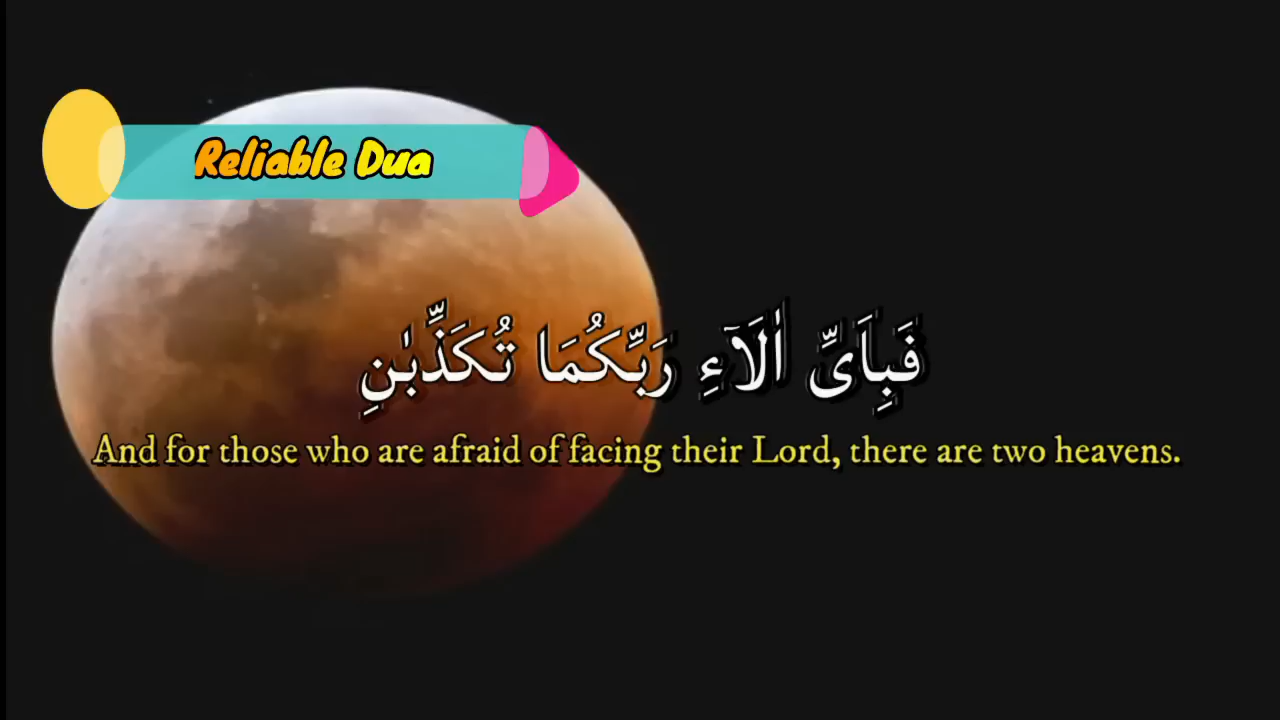 Reliable Dua
فَبِاَىِّ اٰلَآءِ رَبِّكُمَا تُكَذِّبٰنِ
And for those who are afraid of facing their Lord, there are two heavens.